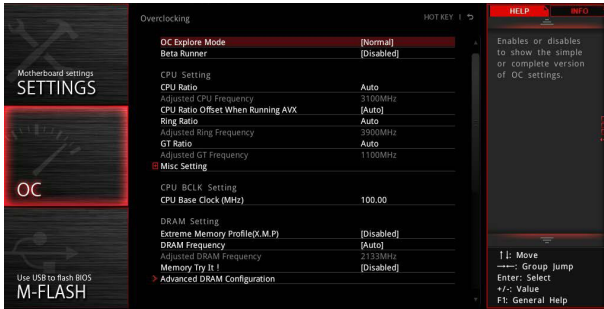 Overclocking
HOT KEY | ↩
HELP
INFO
Motherboard settings
SETTINGS
OC
Use USB to flash BIOS
M-FLASH
OC Explore Mode [Normal]
Beta Runner [Disabled]
CPU Setting
CPU Ratio Auto
Adjusted CPU Frequency 3100MHz
CPU Ratio Offset When Running AVX [Auto]
Ring Ratio Auto
Adjusted Ring Frequency 3900MHz
GT Ratio Auto
Adjusted GT Frequency 1100MHz
Misc Setting
CPU BCLK Setting
CPU Base Clock (MHz) 100.00
DRAM Setting
Extreme Memory Profile(X.M.P) [Disabled]
DRAM Frequency [Auto]
Adjusted DRAM Frequency 2133MHz
Memory Try It ! [Disabled]
> Advanced DRAM Configuration
Enables or disables
to show the simple
or complete version
of OC settings.
↑↓: Move
→←: Group Jump
Enter: Select
+/-: Value
F1: General Help